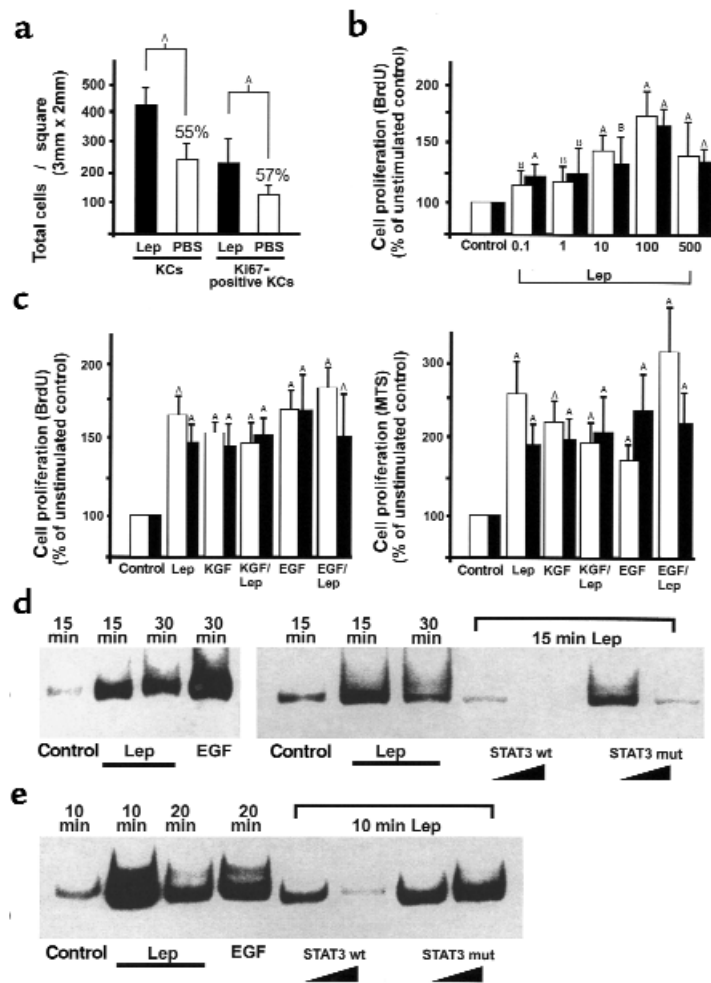 a
Total cells / square
(3mm x 2mm)
500
400
300
200
100
A
A
55%
57%
Lep PBS Lep PBS
KCs
Ki67-
positive KCs
b
Cell proliferation (BrdU)
(% of unstimulated control)
200
150
100
B A B A A B A A A A
Control 0.1 1 10 100 500
Lep
c
Cell proliferation (BrdU)
(% of unstimulated control)
200
150
100
A A A A A A A A A A
Control Lep KGF KGF/
Lep EGF EGF/
Lep
Cell proliferation (MTS)
(% of unstimulated control)
300
200
100
A A A A A A A A A A
Control Lep KGF KGF/
Lep EGF EGF/
Lep
d
15
min
15
min
30
min
30
min
Control Lep EGF
15
min
15
min
30
min
15 min Lep
Control Lep STAT3 wt STAT3 mut
e
10
min
10
min
20
min
20
min
10 min Lep
Control Lep EGF STAT3 wt STAT3 mut